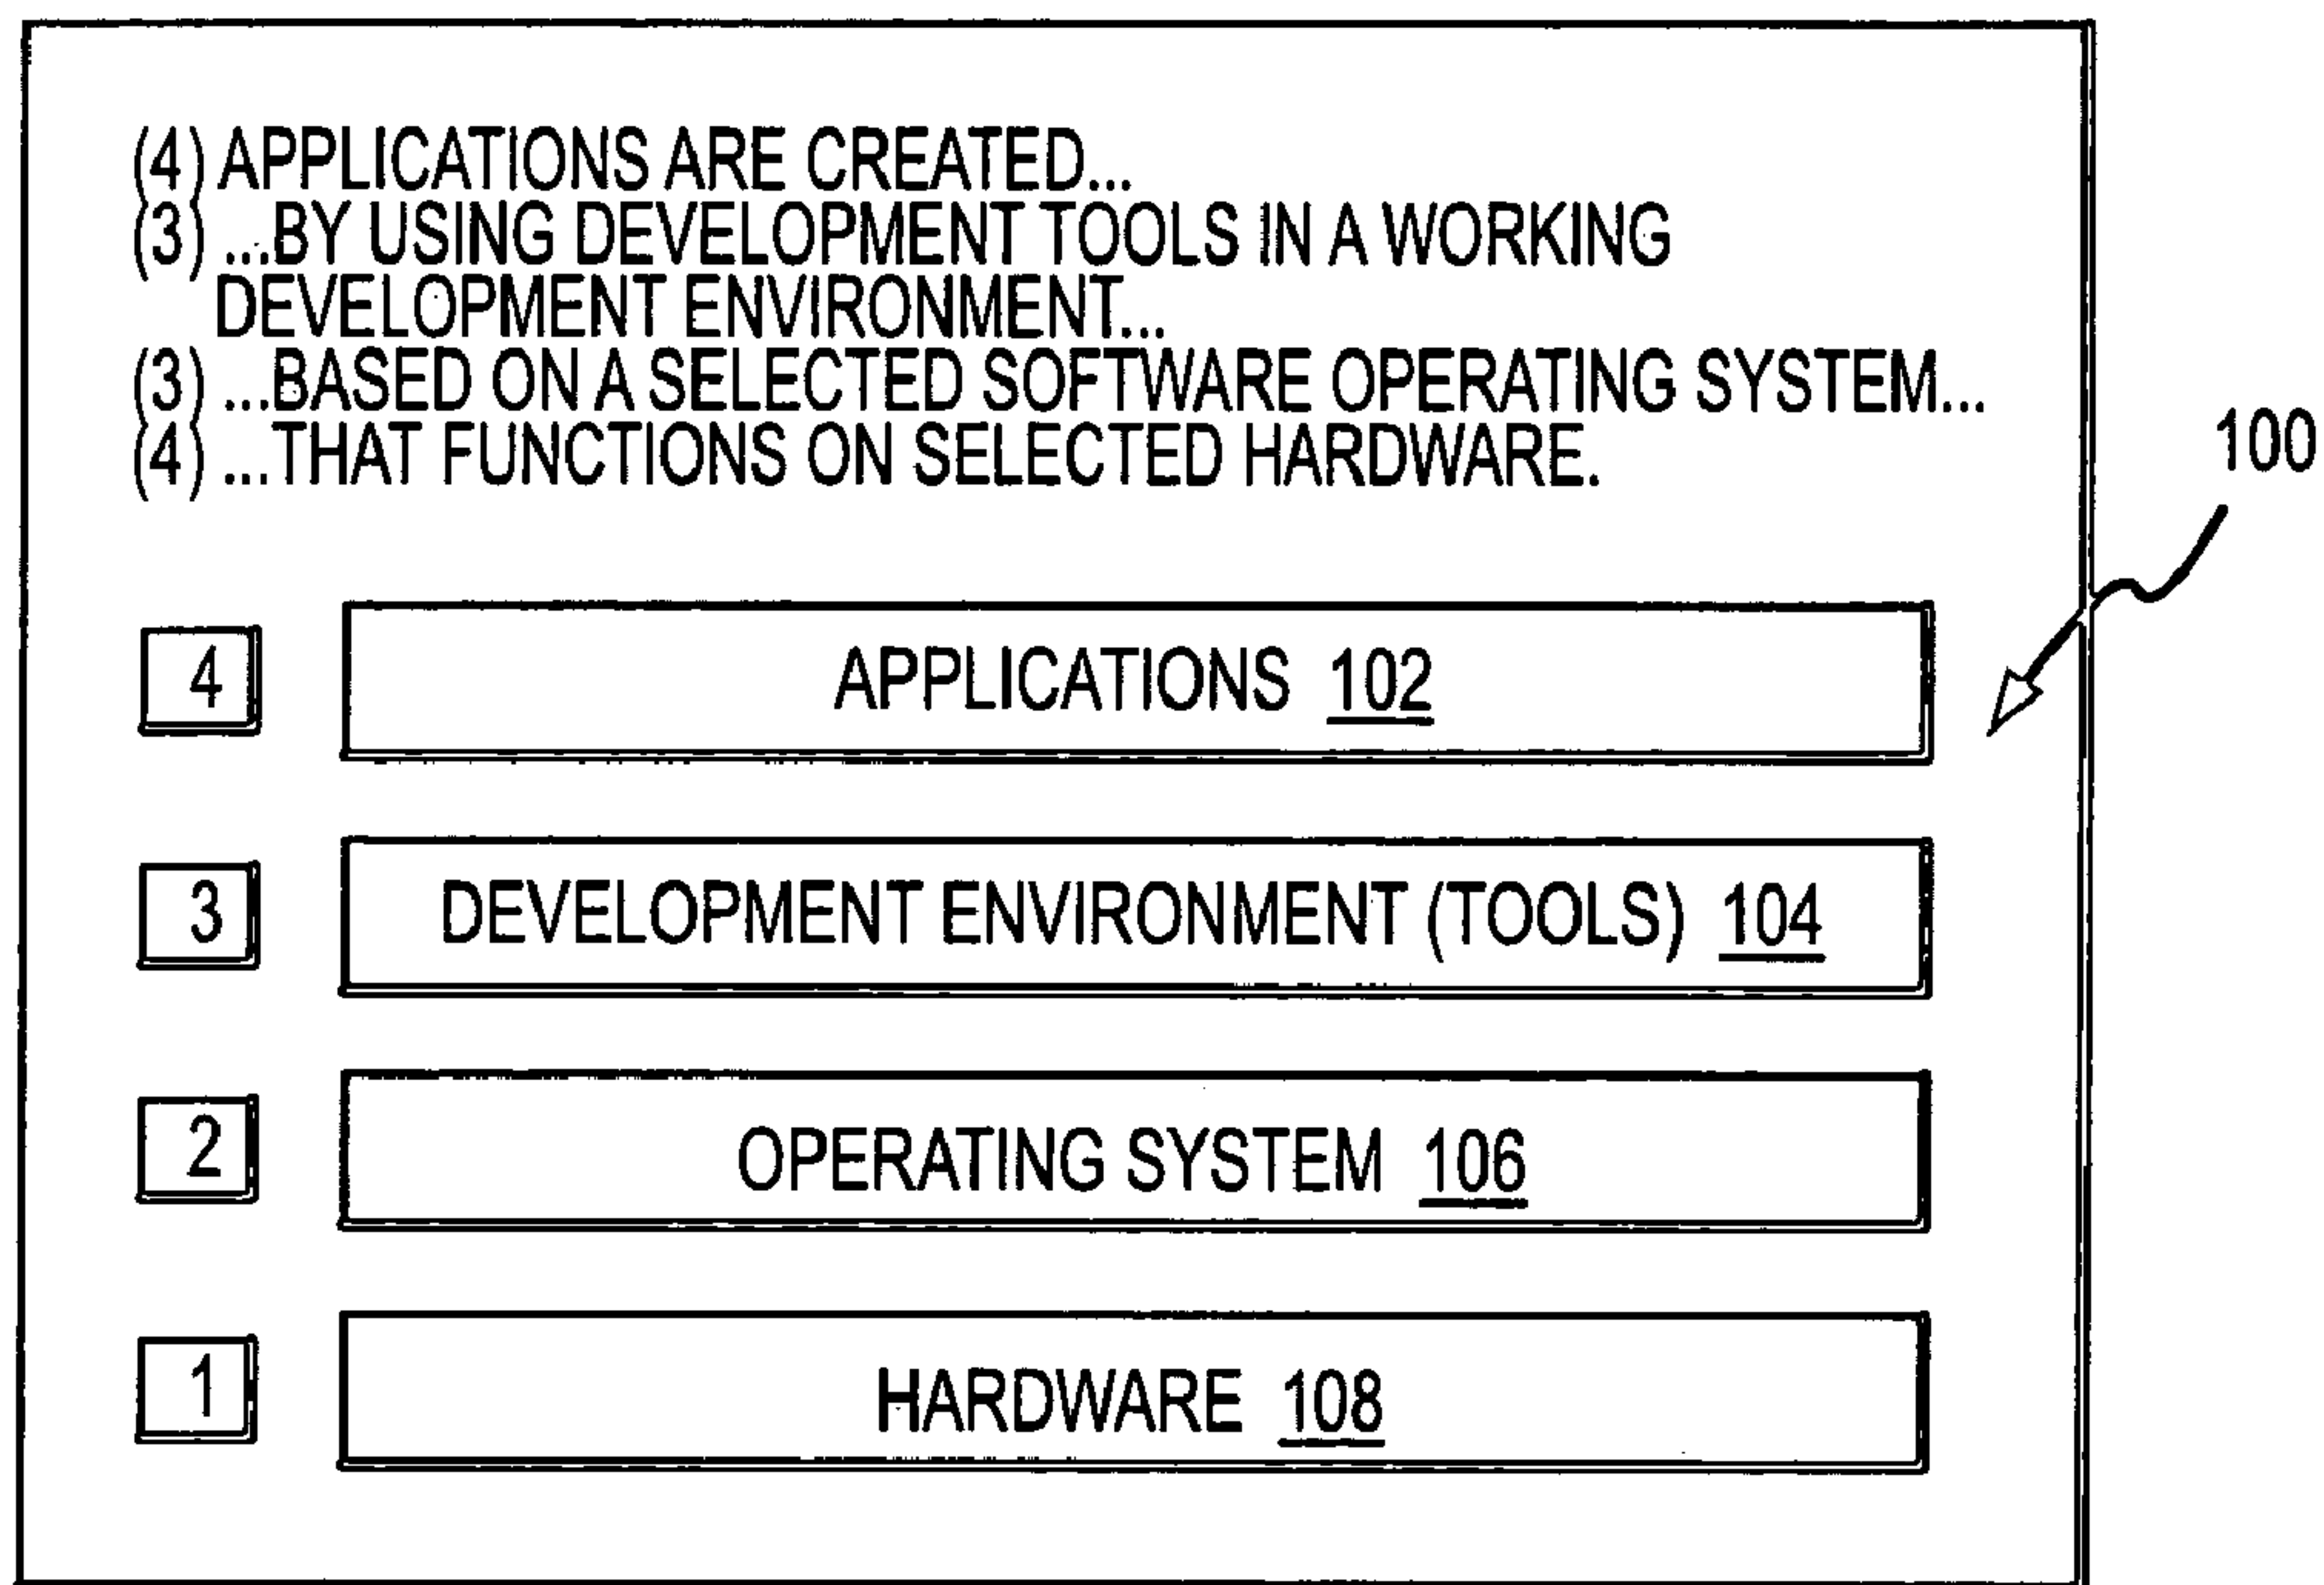 (4) APPLICATIONS ARE CREATED...
(3) ...BY USING DEVELOPMENT TOOLS IN A WORKING
DEVELOPMENT ENVIRONMENT...
(3) ...BASED ON A SELECTED SOFTWARE OPERATING SYSTEM...
(4) ...THAT FUNCTIONS ON SELECTED HARDWARE.
100
4 APPLICATIONS 102
3 DEVELOPMENT ENVIRONMENT (TOOLS) 104
2 OPERATING SYSTEM 106
1 HARDWARE 108